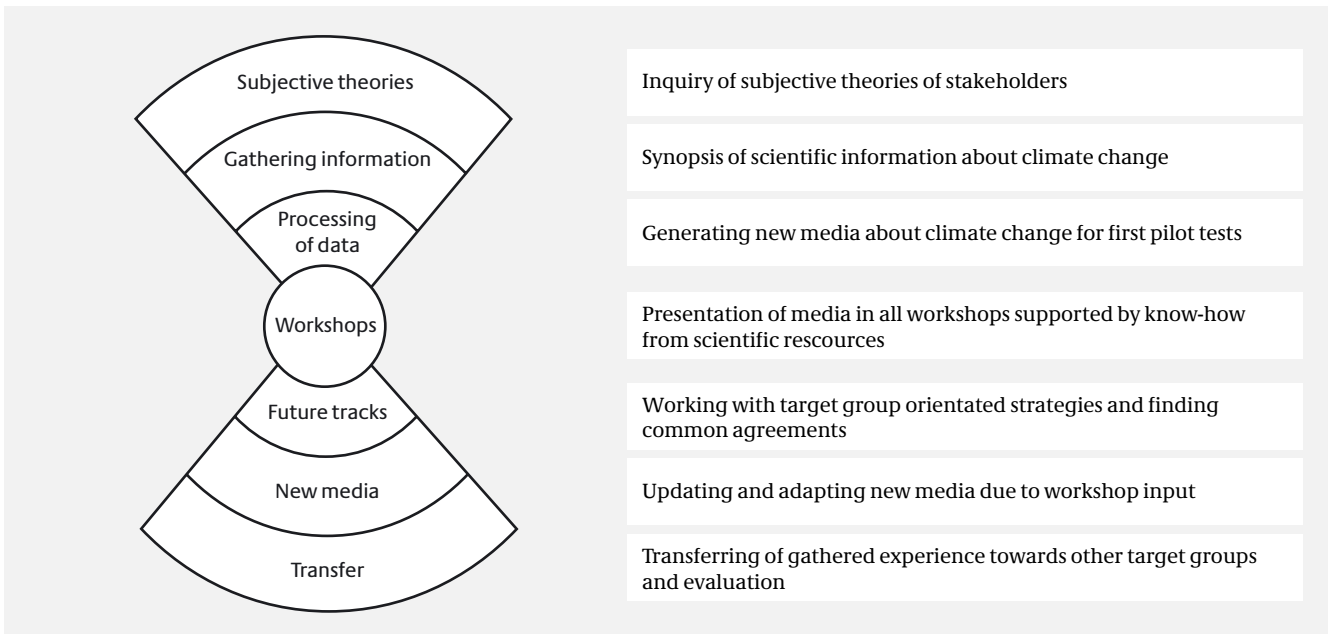 Subjective theories
Inquiry of subjective theories of stakeholders
Gathering information
Synopsis of scientific information about climate change
Processing
of data
Generating new media about climate change for first pilot tests
Workshops
Presentation of media in all workshops supported by know-how
from scientific rescources
Future tracks
Working with target group orientated strategies and finding
common agreements
New media
Updating and adapting new media due to workshop input
Transfer
Transferring of gathered experience towards other target groups
and evaluation